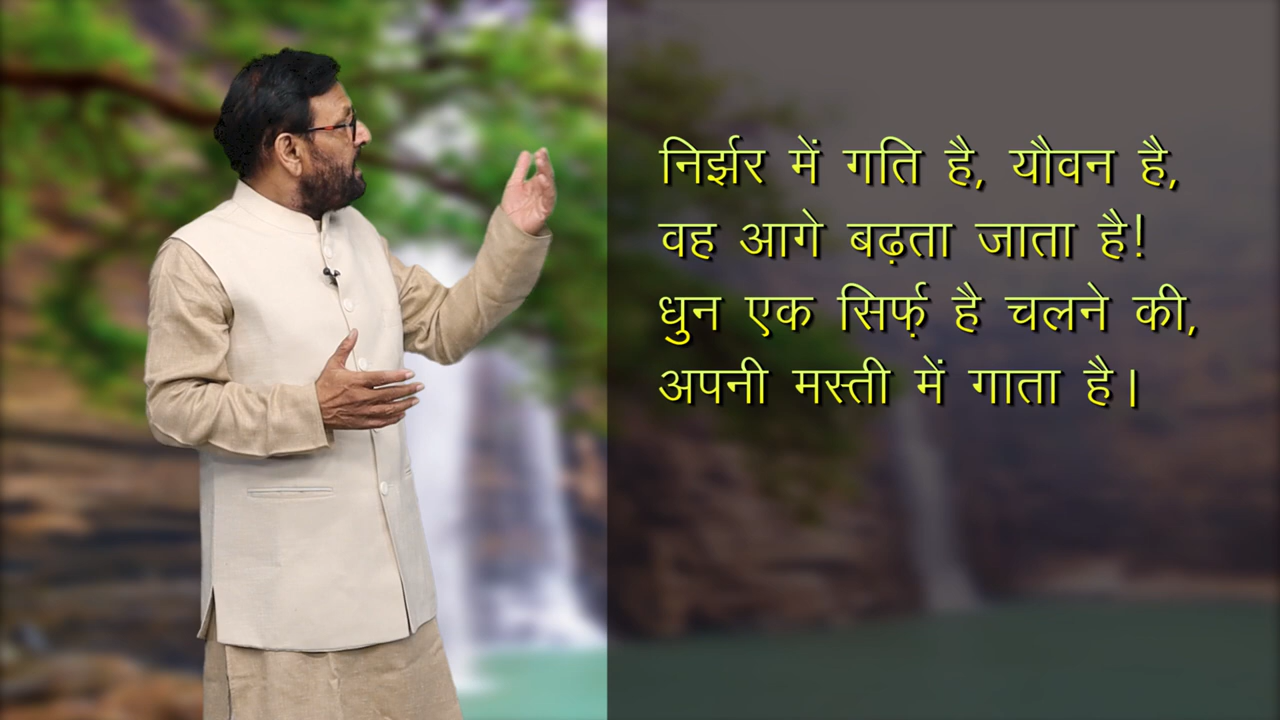 निर्झर में गति है, यौवन है,
वह आगे बढ़ता जाता है!
धुन एक सिर्फ़ है चलने की,
अपनी मस्ती में गाता है।